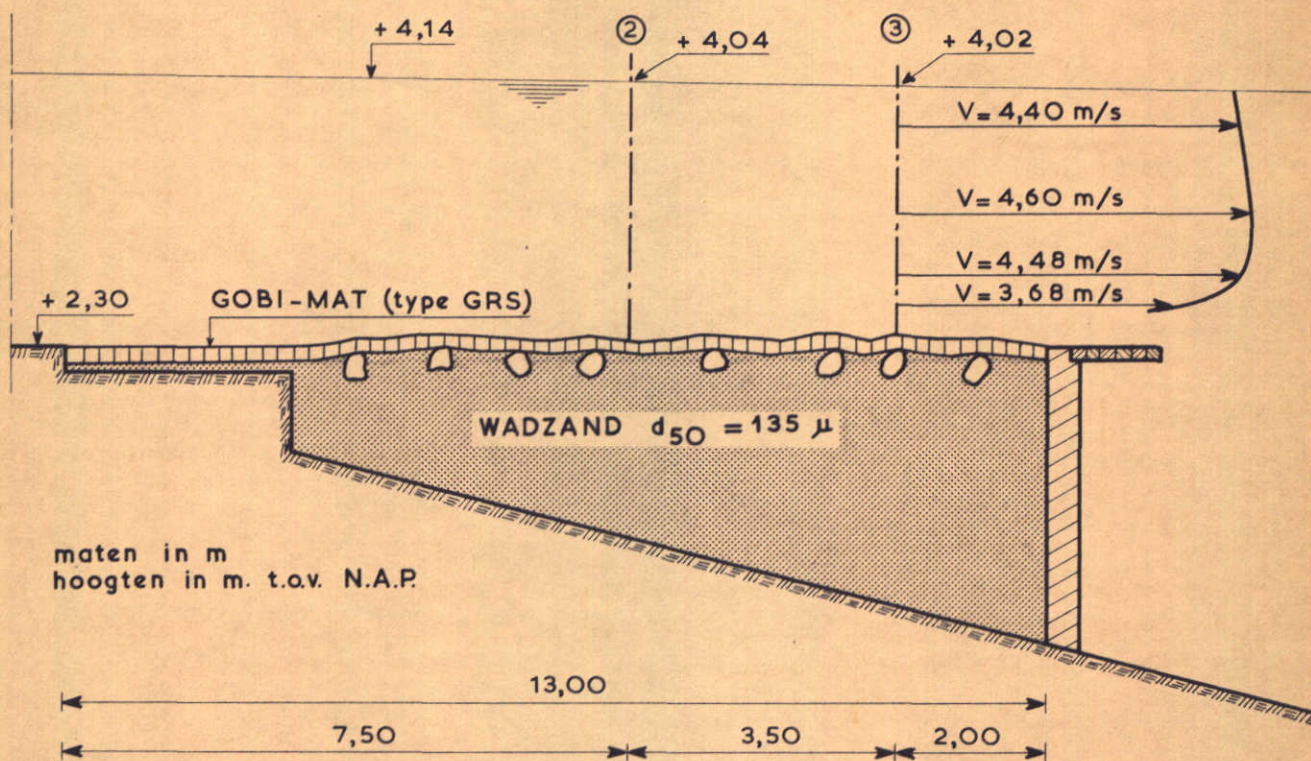 + 4,14
②
+ 4,04
③
+ 4,02
V= 4,40 m/s
V= 4,60 m/s
V= 4,48 m/s
V= 3,68 m/s
+ 2,30
GOBI-MAT (type GRS)
WADZAND d50 = 135 µ
maten in m
hoogten in m. t.o.v. N.A.P.
13,00
7,50
3,50
2,00